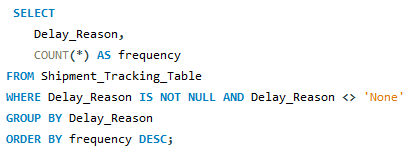 SELECT
Delay_Reason,
COUNT(*) AS frequency
FROM Shipment_Tracking_Table
WHERE Delay_Reason IS NOT NULL AND Delay_Reason <> 'None'
GROUP BY Delay_Reason
ORDER BY frequency DESC;